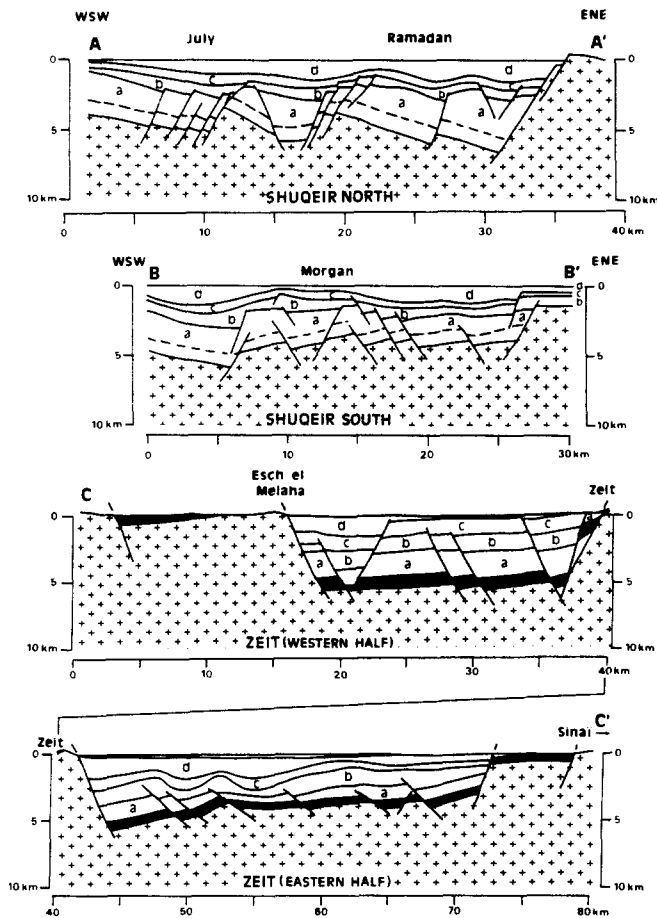 WSW ENE
A July Ramadan A'
0 d d 0
a b c b b c
a a a
5 5
10 km SHUQEIR NORTH 10 km
0 10 20 30 40 km
WSW ENE
B Morgan B'
0 d c d 0 d
c
b
b b c b
a a a a
5 5
10 km SHUQEIR SOUTH 10 km
0 10 20 30 km
Esch el
Melaha
C Zeit
0 0
d c c
c b b b
a b a a
5 5
10 km ZEIT (WESTERN HALF) 10 km
0 10 20 30 40 km
C'
Zeit Sinai →
0 d 0
c b
a a
5 5
10 km ZEIT (EASTERN HALF) 10 km
40 50 60 70 80 km